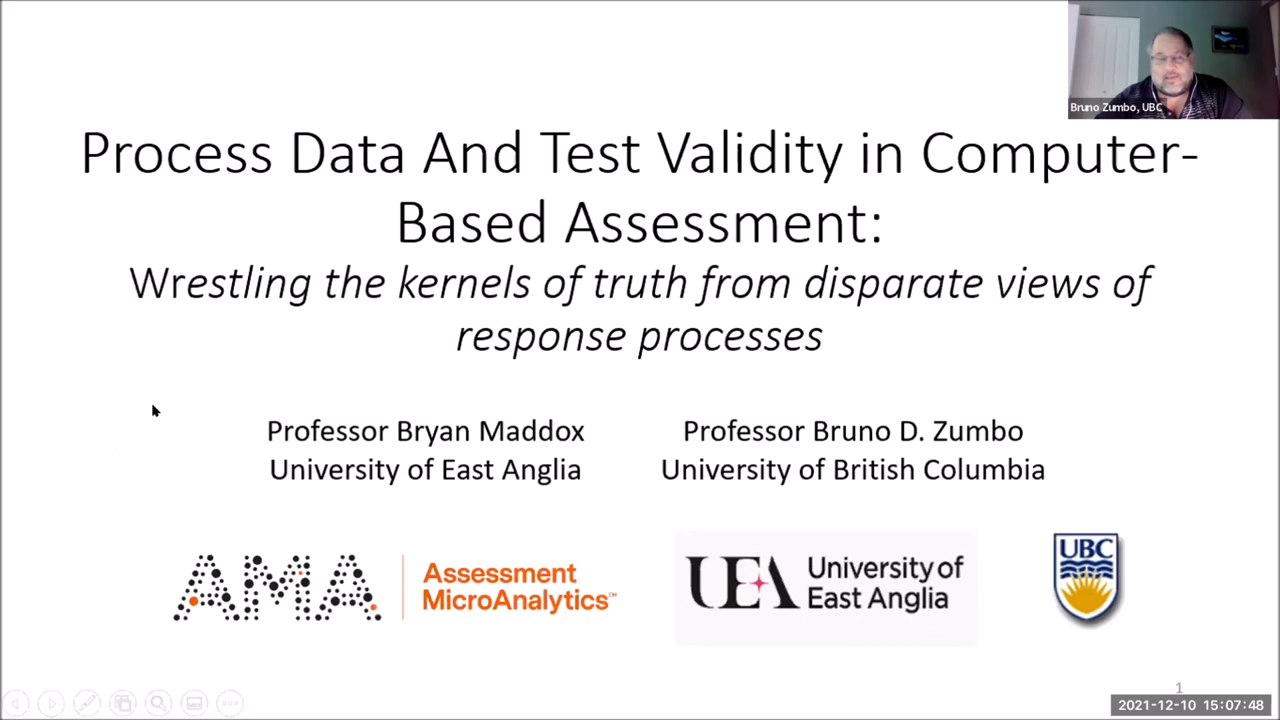 Bruno Zumbo, UBC
Process Data And Test Validity in Computer-
Based Assessment:
Wrestling the kernels of truth from disparate views of
response processes
Professor Bryan Maddox
University of East Anglia
Professor Bruno D. Zumbo
University of British Columbia
AMA
Assessment
MicroAnalytics™
UEA
University of
East Anglia
UBC
1
2021-12-10 15:07:48